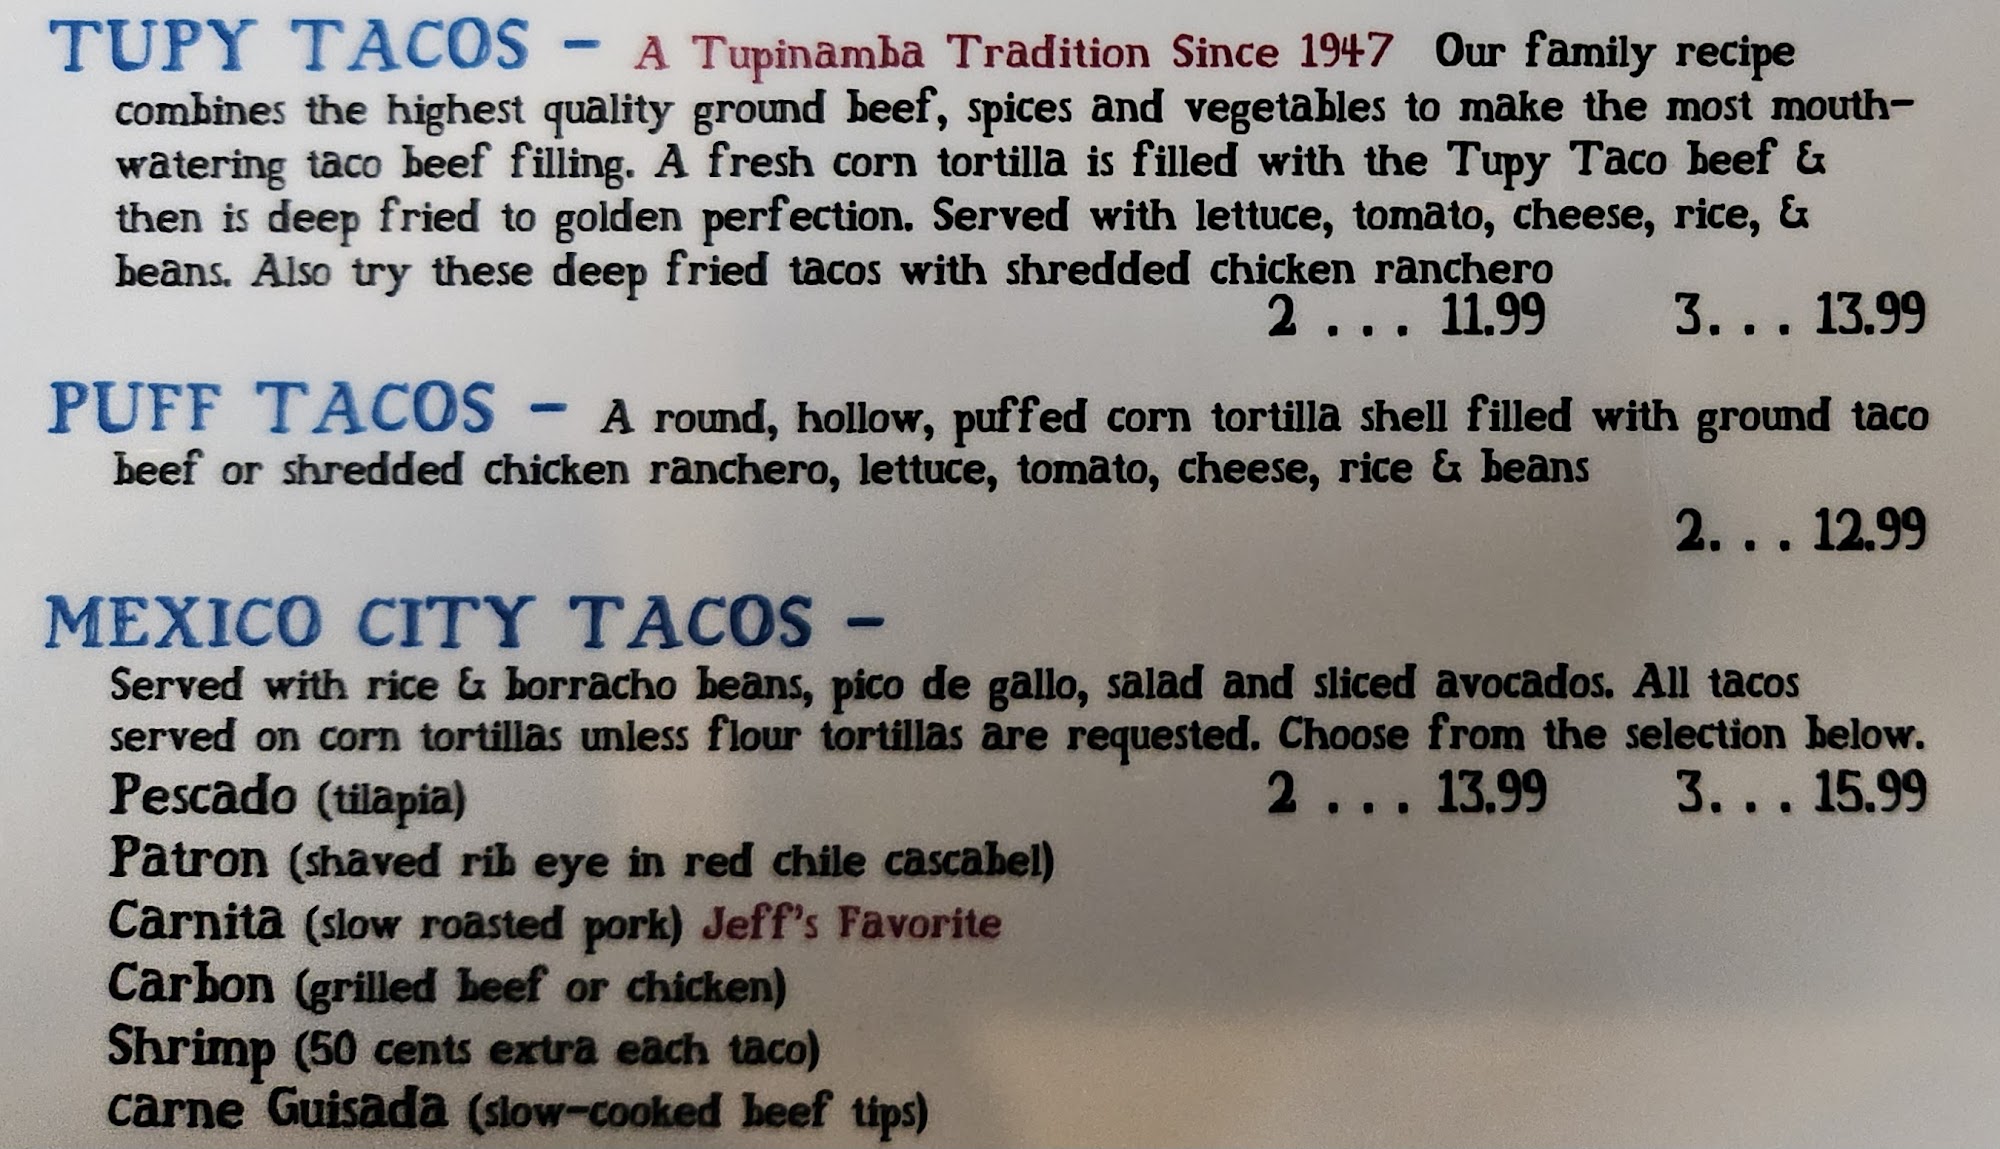 TUPY TACOS – A Tupinamba Tradition Since 1947 Our family recipe
combines the highest quality ground beef, spices and vegetables to make the most mouth-
watering taco beef filling. A fresh corn tortilla is filled with the Tupy Taco beef &
then is deep fried to golden perfection. Served with lettuce, tomato, cheese, rice, &
beans. Also try these deep fried tacos with shredded chicken ranchero
2 . . . 11.99 3. . . 13.99
PUFF TACOS – A round, hollow, puffed corn tortilla shell filled with ground taco
beef or shredded chicken ranchero, lettuce, tomato, cheese, rice & beans
2. . . 12.99
MEXICO CITY TACOS –
Served with rice & borracho beans, pico de gallo, salad and sliced avocados. All tacos
served on corn tortillas unless flour tortillas are requested. Choose from the selection below.
Pescado (tilapia) 2 . . . 13.99 3. . . 15.99
Patron (shaved rib eye in red chile cascabel)
Carnita (slow roasted pork) Jeff's Favorite
Carbon (grilled beef or chicken)
Shrimp (50 cents extra each taco)
carne Guisada (slow-cooked beef tips)